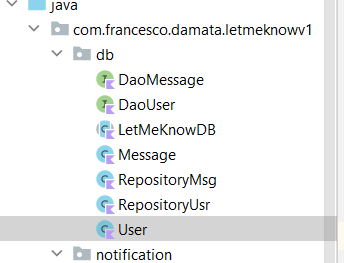 java
com.francesco.damata.letmeknowv1
db
DaoMessage
DaoUser
LetMeKnowDB
Message
RepositoryMsg
RepositoryUsr
User
notification